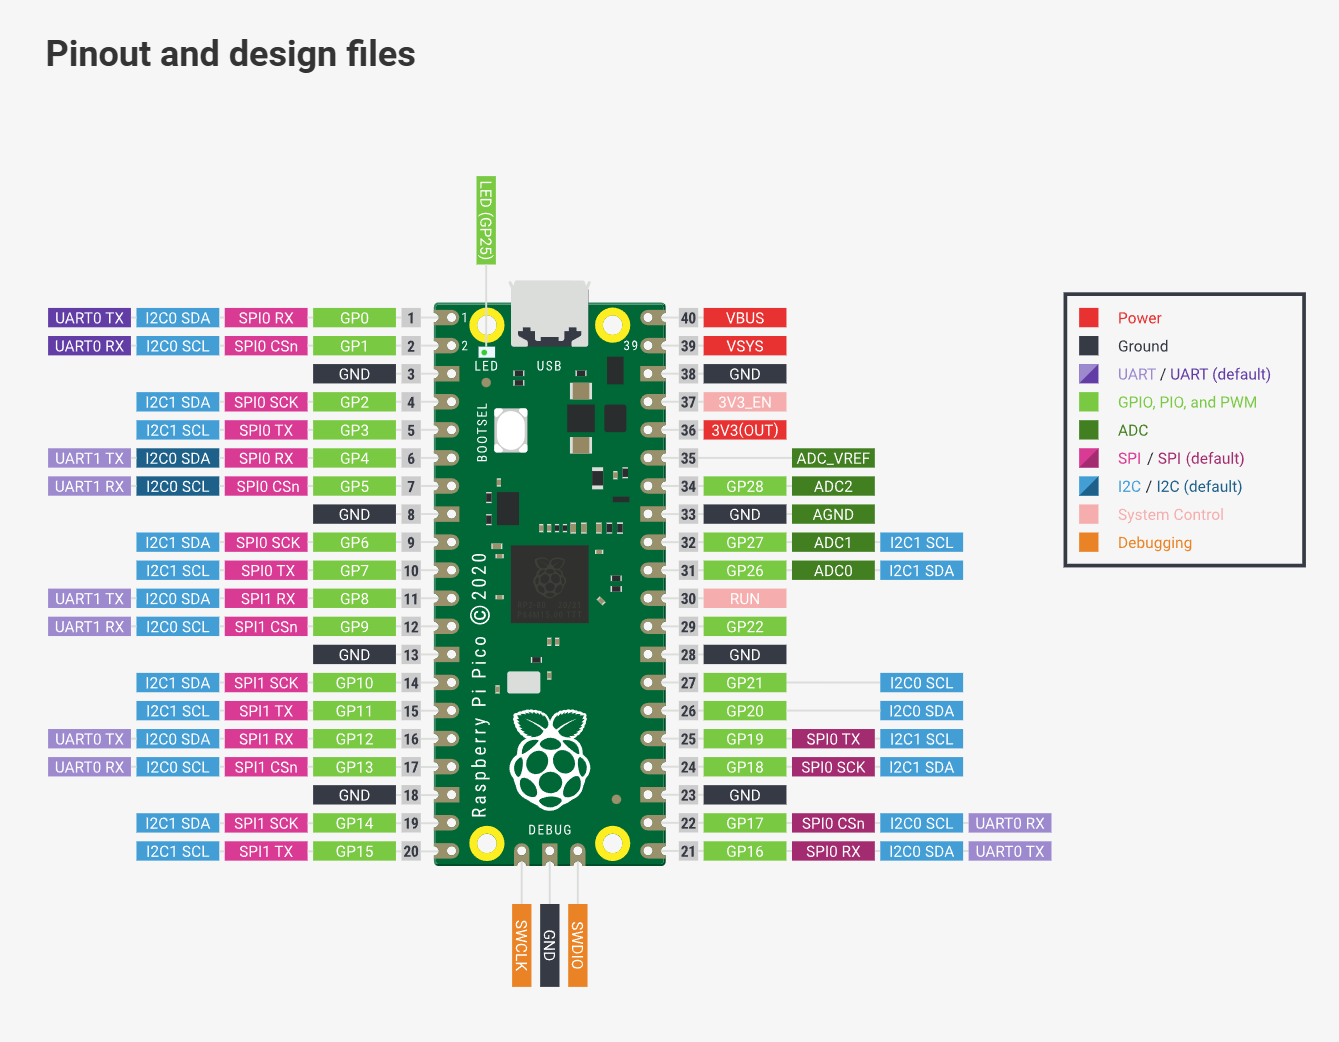 Pinout and design files
LED (GP25)
UART0 TX I2C0 SDA SPI0 RX GP0 1 1 40 VBUS
UART0 RX I2C0 SCL SPI0 CSn GP1 2 2 39 39 VSYS
GND 3 LED USB 38 GND
I2C1 SDA SPI0 SCK GP2 4 37 3V3_EN
I2C1 SCL SPI0 TX GP3 5 BOOTSEL 36 3V3(OUT)
UART1 TX I2C0 SDA SPI0 RX GP4 6 35 ADC_VREF
UART1 RX I2C0 SCL SPI0 CSn GP5 7 34 GP28 ADC2
GND 8 33 GND AGND
I2C1 SDA SPI0 SCK GP6 9 32 GP27 ADC1 I2C1 SCL
I2C1 SCL SPI0 TX GP7 10 31 GP26 ADC0 I2C1 SDA
UART1 TX I2C0 SDA SPI1 RX GP8 11 30 RUN
UART1 RX I2C0 SCL SPI1 CSn GP9 12 29 GP22
GND 13 28 GND
I2C1 SDA SPI1 SCK GP10 14 27 GP21 I2C0 SCL
I2C1 SCL SPI1 TX GP11 15 26 GP20 I2C0 SDA
UART0 TX I2C0 SDA SPI1 RX GP12 16 25 GP19 SPI0 TX I2C1 SCL
UART0 RX I2C0 SCL SPI1 CSn GP13 17 24 GP18 SPI0 SCK I2C1 SDA
GND 18 23 GND
I2C1 SDA SPI1 SCK GP14 19 22 GP17 SPI0 CSn I2C0 SCL UART0 RX
I2C1 SCL SPI1 TX GP15 20 21 GP16 SPI0 RX I2C0 SDA UART0 TX
Raspberry Pi Pico ©2020
DEBUG
SWCLK
GND
SWDIO
Power
Ground
UART / UART (default)
GPIO, PIO, and PWM
ADC
SPI / SPI (default)
I2C / I2C (default)
System Control
Debugging